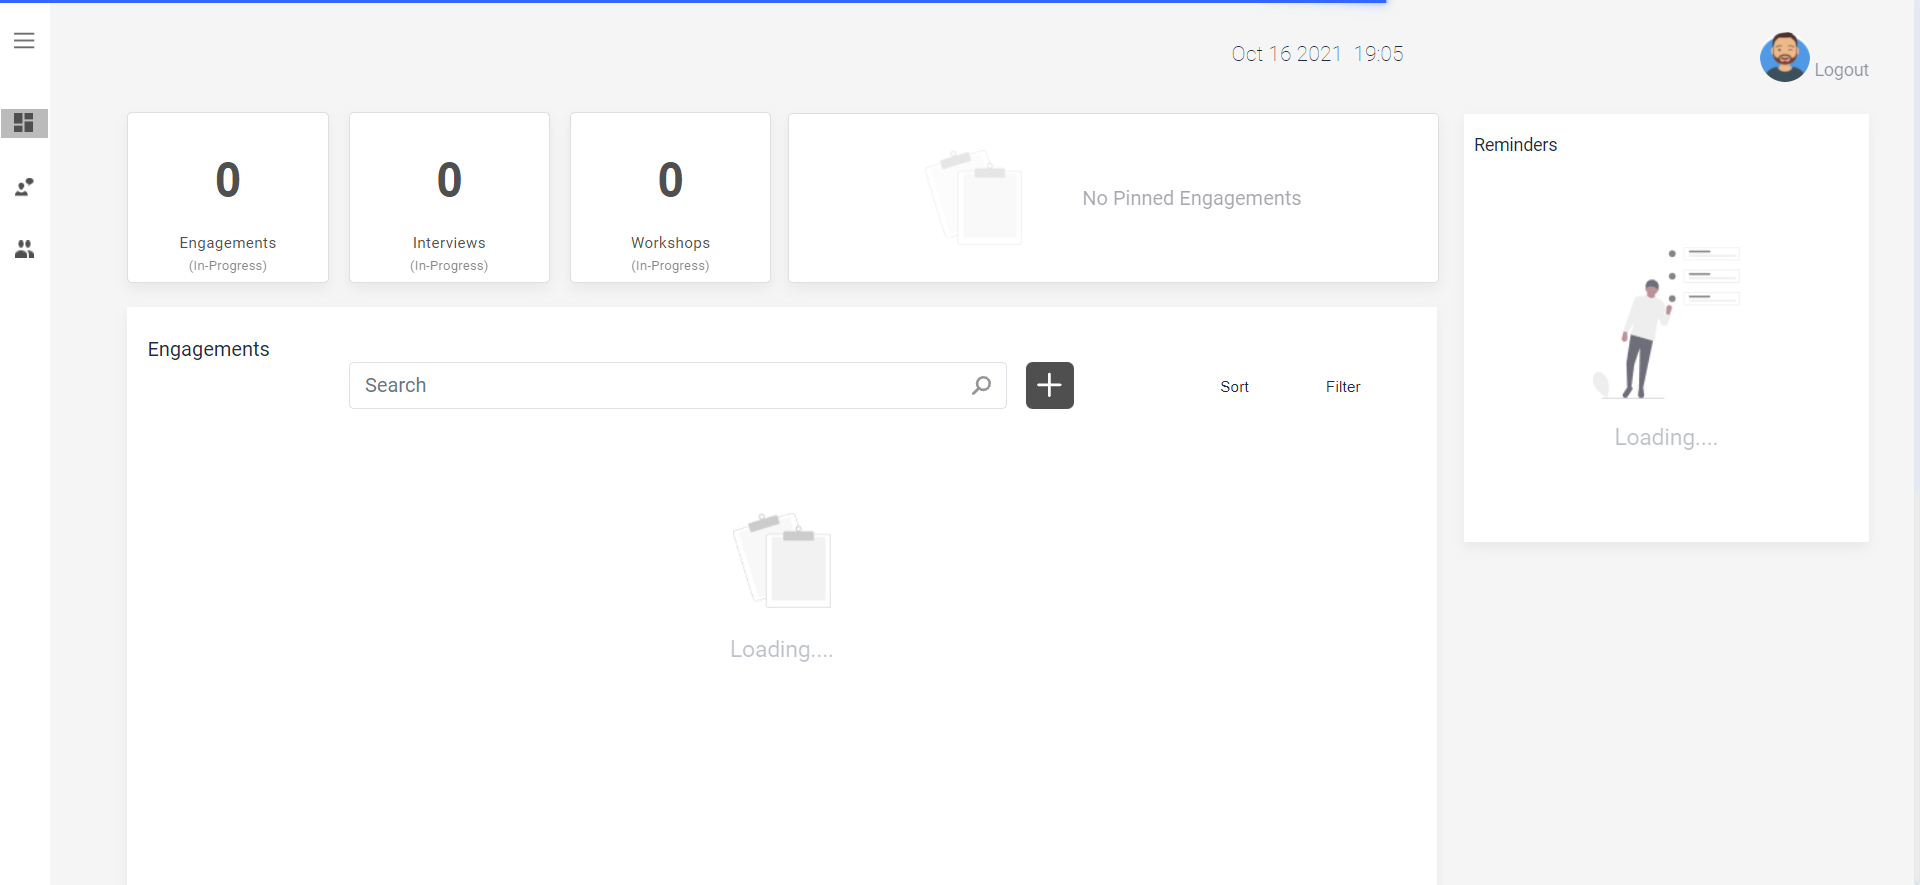 Oct 16 2021 19:05
Logout
0
Engagements
(In-Progress)
0
Interviews
(In-Progress)
0
Workshops
(In-Progress)
No Pinned Engagements
Reminders
Loading....
Engagements
Search
Sort
Filter
Loading....